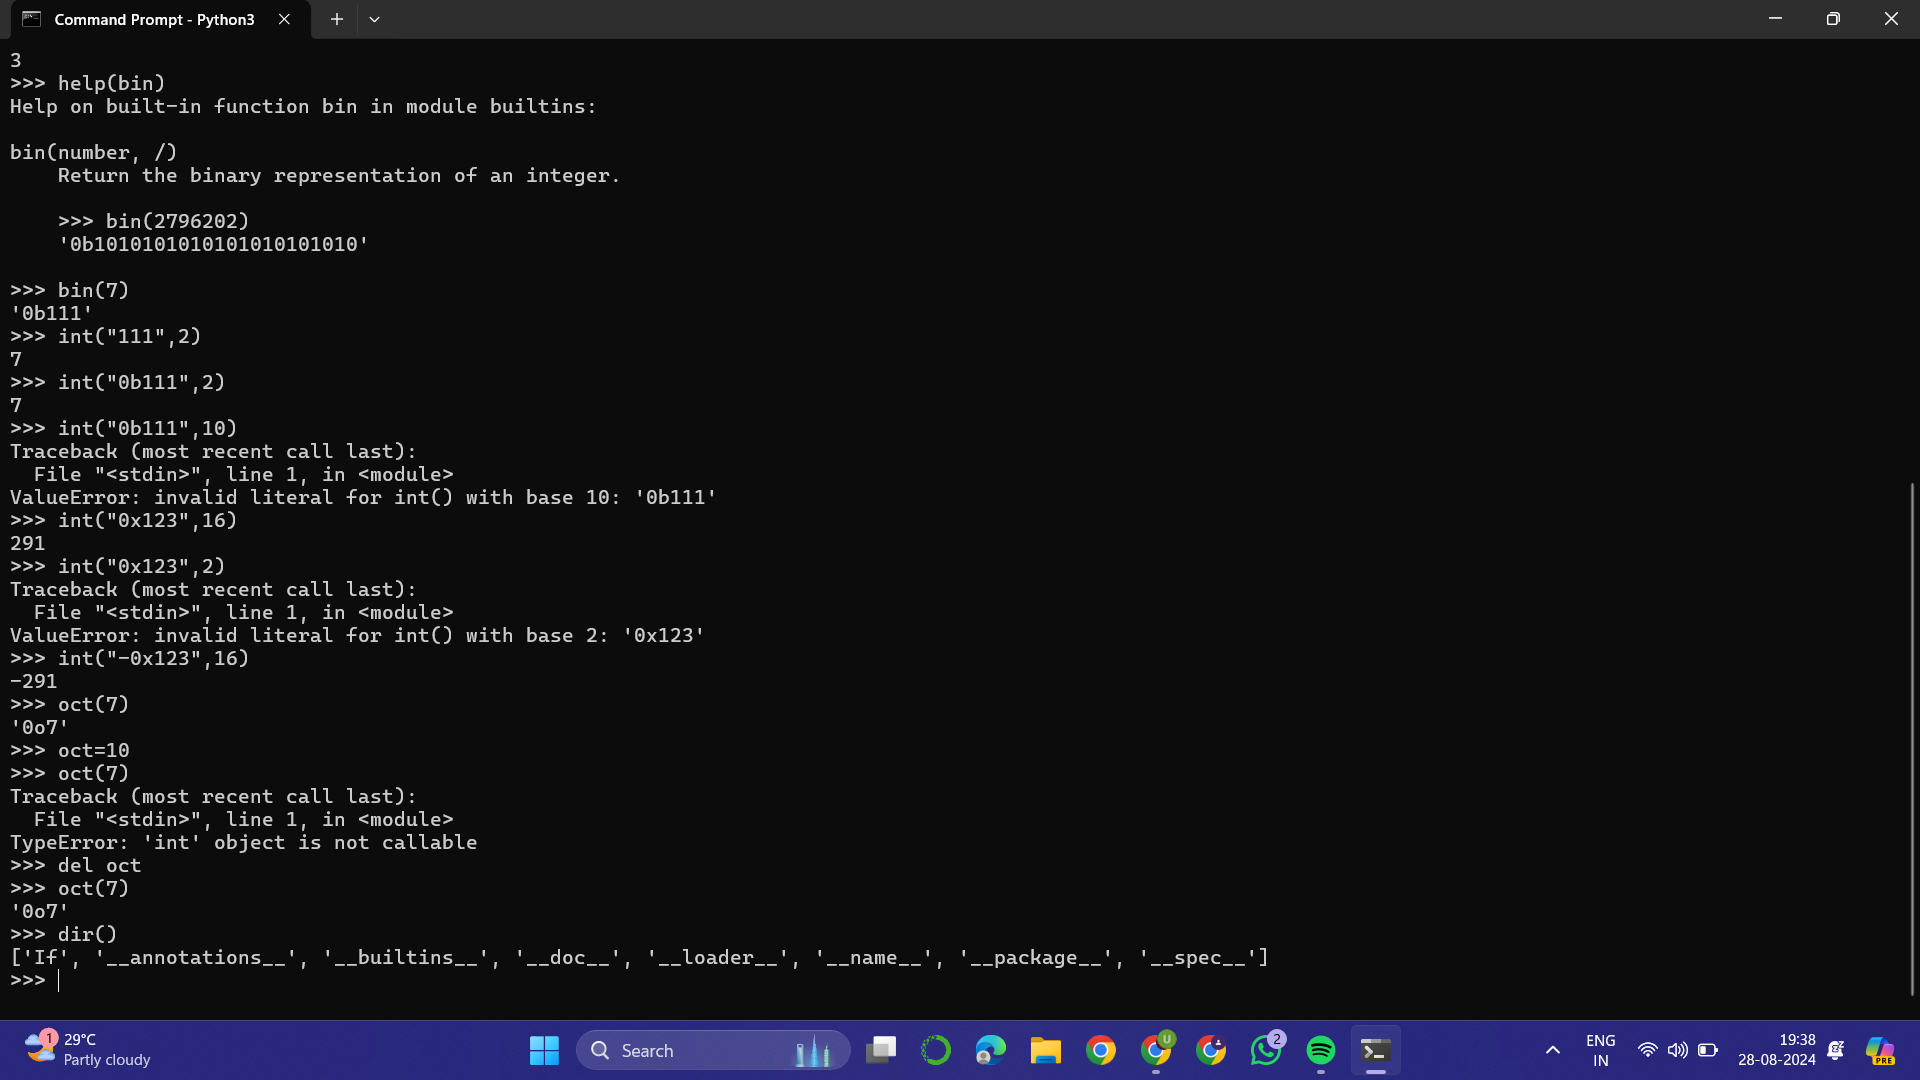 Command Prompt - Python3
3
>>> help(bin)
Help on built-in function bin in module builtins:
bin(number, /)
    Return the binary representation of an integer.
    >>> bin(2796202)
    '0b1010101010101010101010'
>>> bin(7)
'0b111'
>>> int("111",2)
7
>>> int("0b111",2)
7
>>> int("0b111",10)
Traceback (most recent call last):
  File "<stdin>", line 1, in <module>
ValueError: invalid literal for int() with base 10: '0b111'
>>> int("0x123",16)
291
>>> int("0x123",2)
Traceback (most recent call last):
  File "<stdin>", line 1, in <module>
ValueError: invalid literal for int() with base 2: '0x123'
>>> int("-0x123",16)
-291
>>> oct(7)
'0o7'
>>> oct=10
>>> oct(7)
Traceback (most recent call last):
  File "<stdin>", line 1, in <module>
TypeError: 'int' object is not callable
>>> del oct
>>> oct(7)
'0o7'
>>> dir()
['If', '__annotations__', '__builtins__', '__doc__', '__loader__', '__name__', '__package__', '__spec__']
>>>
1
29°C
Partly cloudy
Search
U
2
ENG
IN
19:38
28-08-2024
PRE